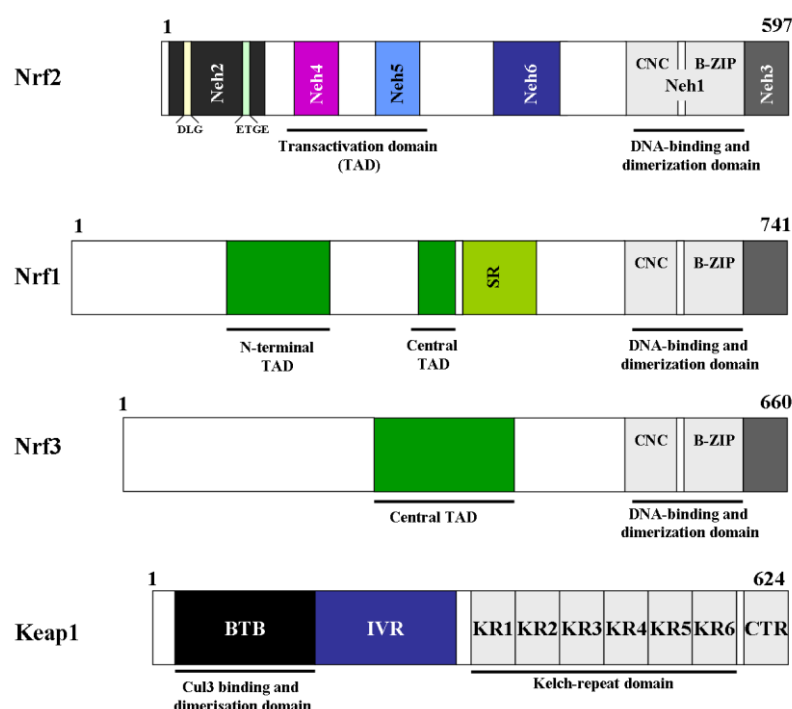 1 597
Nrf2
Neh2 Neh4 Neh5 Neh6 CNC B-ZIP Neh3
Neh1
DLG ETGE
Transactivation domain
(TAD)
DNA-binding and
dimerization domain
1 741
Nrf1
SR CNC B-ZIP
N-terminal
TAD
Central
TAD
DNA-binding and
dimerization domain
1 660
Nrf3
CNC B-ZIP
Central TAD
DNA-binding and
dimerization domain
1 624
Keap1
BTB IVR KR1 KR2 KR3 KR4 KR5 KR6 CTR
Cul3 binding and
dimerisation domain
Kelch-repeat domain